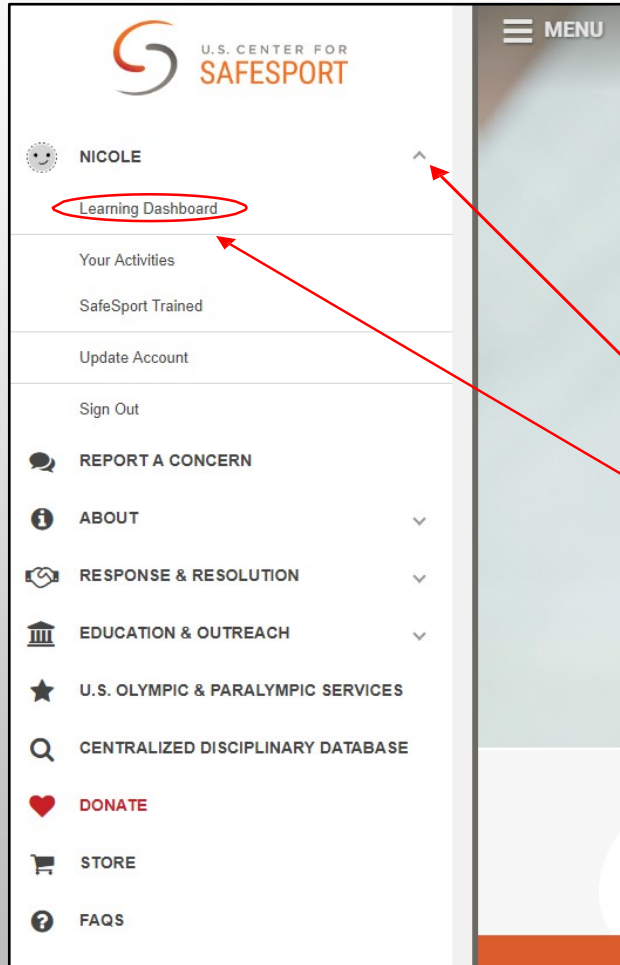 U.S. CENTER FOR
SAFESPORT
MENU
NICOLE
Learning Dashboard
Your Activities
SafeSport Trained
Update Account
Sign Out
REPORT A CONCERN
ABOUT
RESPONSE & RESOLUTION
EDUCATION & OUTREACH
U.S. OLYMPIC & PARALYMPIC SERVICES
CENTRALIZED DISCIPLINARY DATABASE
DONATE
STORE
FAQS